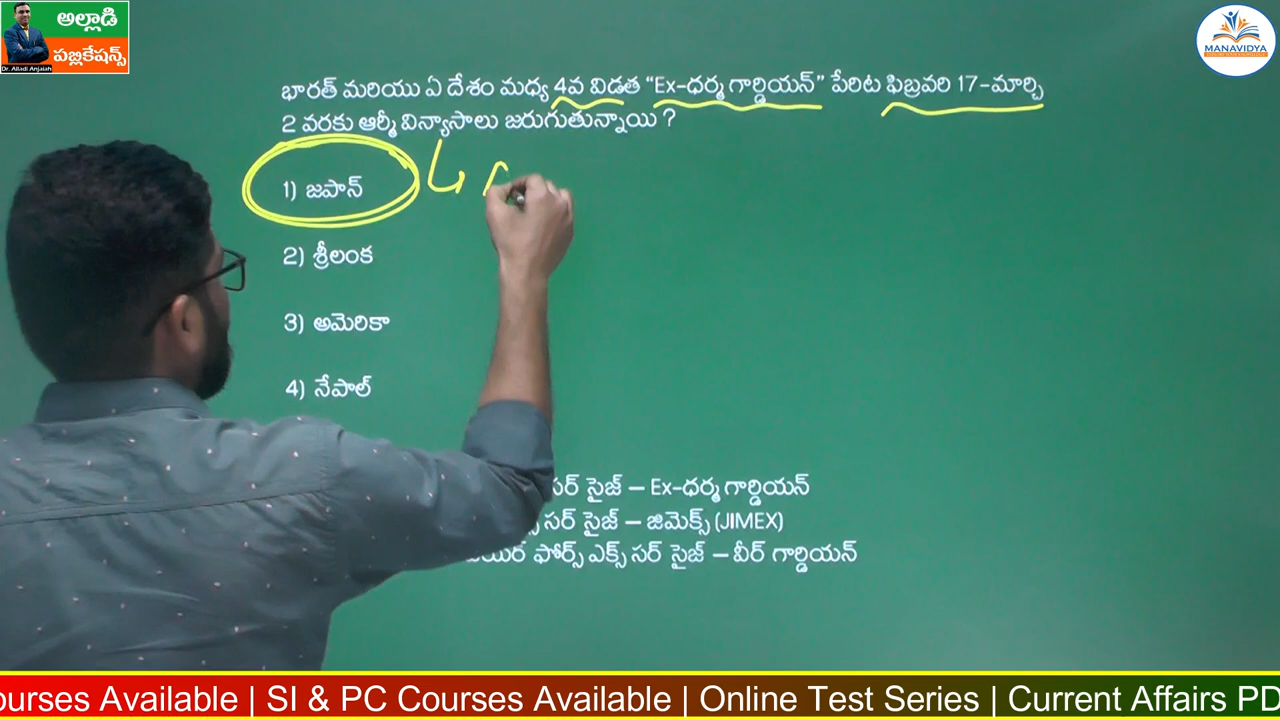 అల్లాడి
పబ్లికేషన్స్
Dr. Alladi Anjaiah
MANAVIDYA
భారత్ మరియు ఏ దేశం మధ్య 4వ విడత “Ex-ధర్మ గార్డియన్” పేరిట ఫిబ్రవరి 17-మార్చి
2 వరకు ఆర్మీ విన్యాసాలు జరుగుతున్నాయి ?
1) జపాన్
2) శ్రీలంక
3) అమెరికా
4) నేపాల్
సర్ సైజ్ – Ex-ధర్మ గార్డియన్
సర్ సైజ్ – జిమెక్స్ (JIMEX)
ఫోర్స్ ఎక్స్ సర్ సైజ్ – వీర్ గార్డియన్
ourses Available | SI & PC Courses Available | Online Test Series | Current Affairs PD